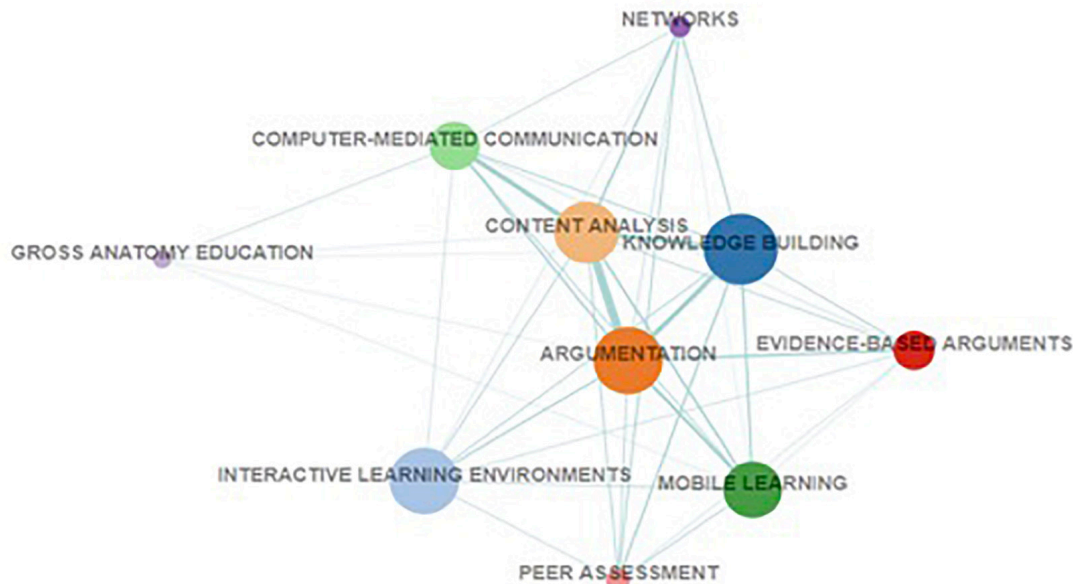 NETWORKS
COMPUTER-MEDIATED COMMUNICATION
CONTENT ANALYSIS
KNOWLEDGE BUILDING
GROSS ANATOMY EDUCATION
EVIDENCE-BASED ARGUMENTS
ARGUMENTATION
INTERACTIVE LEARNING ENVIRONMENTS
MOBILE LEARNING
PEER ASSESSMENT